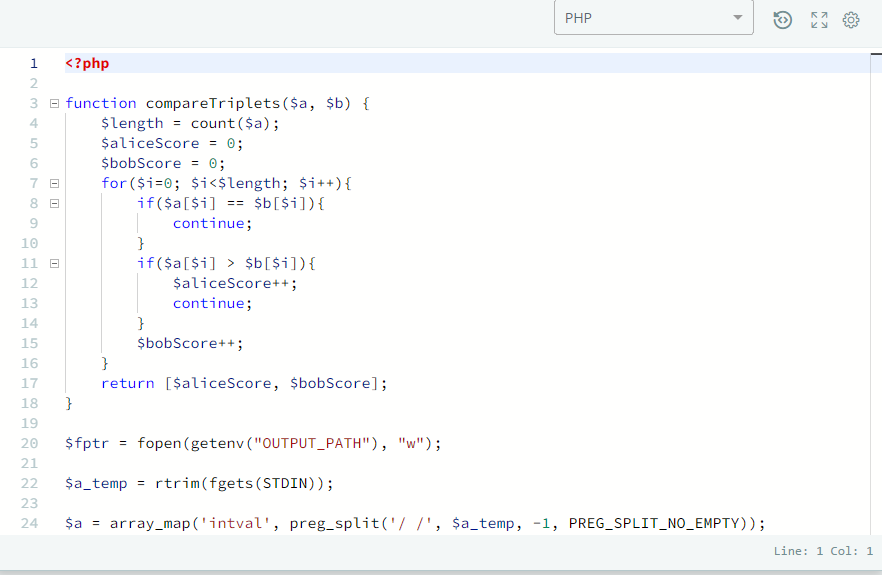 PHP
1 <?php
2
3 function compareTriplets($a, $b) {
4     $length = count($a);
5     $aliceScore = 0;
6     $bobScore = 0;
7     for($i=0; $i<$length; $i++){
8         if($a[$i] == $b[$i]){
9             continue;
10         }
11         if($a[$i] > $b[$i]){
12             $aliceScore++;
13             continue;
14         }
15         $bobScore++;
16     }
17     return [$aliceScore, $bobScore];
18 }
19
20 $fptr = fopen(getenv("OUTPUT_PATH"), "w");
21
22 $a_temp = rtrim(fgets(STDIN));
23
24 $a = array_map('intval', preg_split('/ /', $a_temp, -1, PREG_SPLIT_NO_EMPTY));
Line: 1 Col: 1